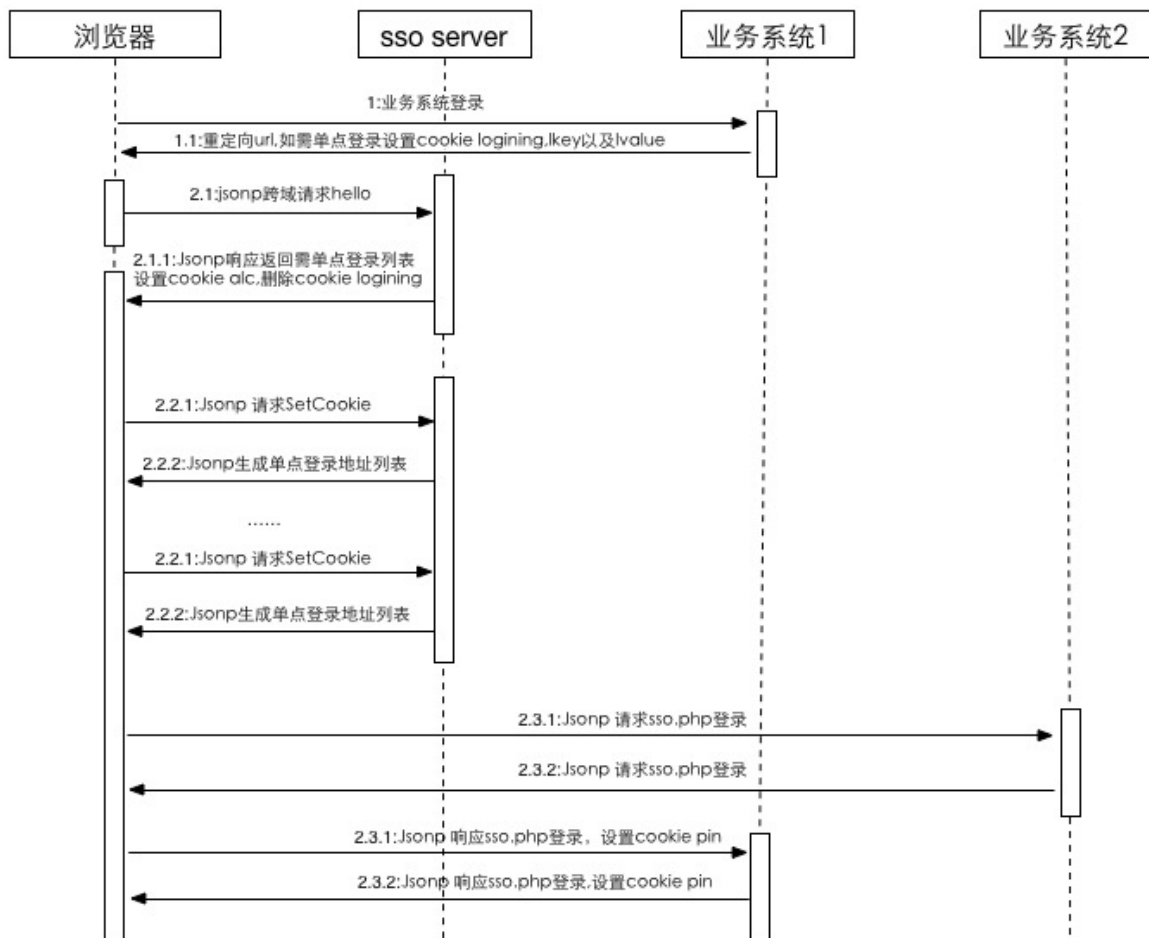 浏览器
sso server
业务系统1
业务系统2
1:业务系统登录
1.1:重定向url,如需单点登录设置cookie logining,lkey以及lvalue
2.1:jsonp跨域请求hello
2.1.1:Jsonp响应返回需单点登录列表
设置cookie alc,删除cookie logining
2.2.1:Jsonp 请求SetCookie
2.2.2:Jsonp生成单点登录地址列表
......
2.2.1:Jsonp 请求SetCookie
2.2.2:Jsonp生成单点登录地址列表
2.3.1:Jsonp 请求sso.php登录
2.3.2:Jsonp 请求sso.php登录
2.3.1:Jsonp 响应sso.php登录，设置cookie pin
2.3.2:Jsonp 响应sso.php登录,设置cookie pin